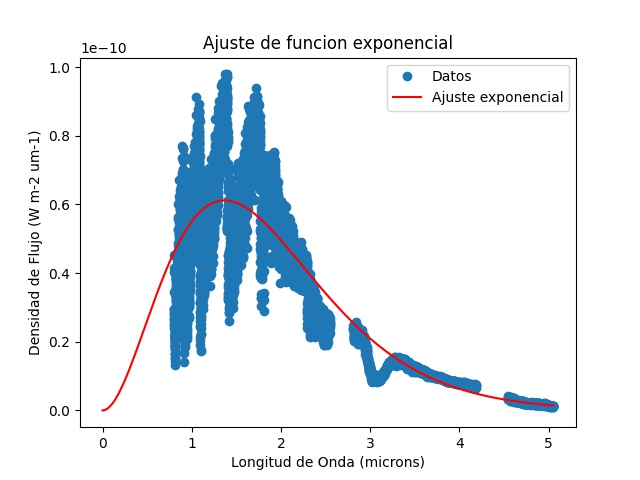 Ajuste de funcion exponencial
1e−10
Datos
Ajuste exponencial
1.0
0.8
0.6
0.4
0.2
0.0
Densidad de Flujo (W m-2 um-1)
0 1 2 3 4 5
Longitud de Onda (microns)